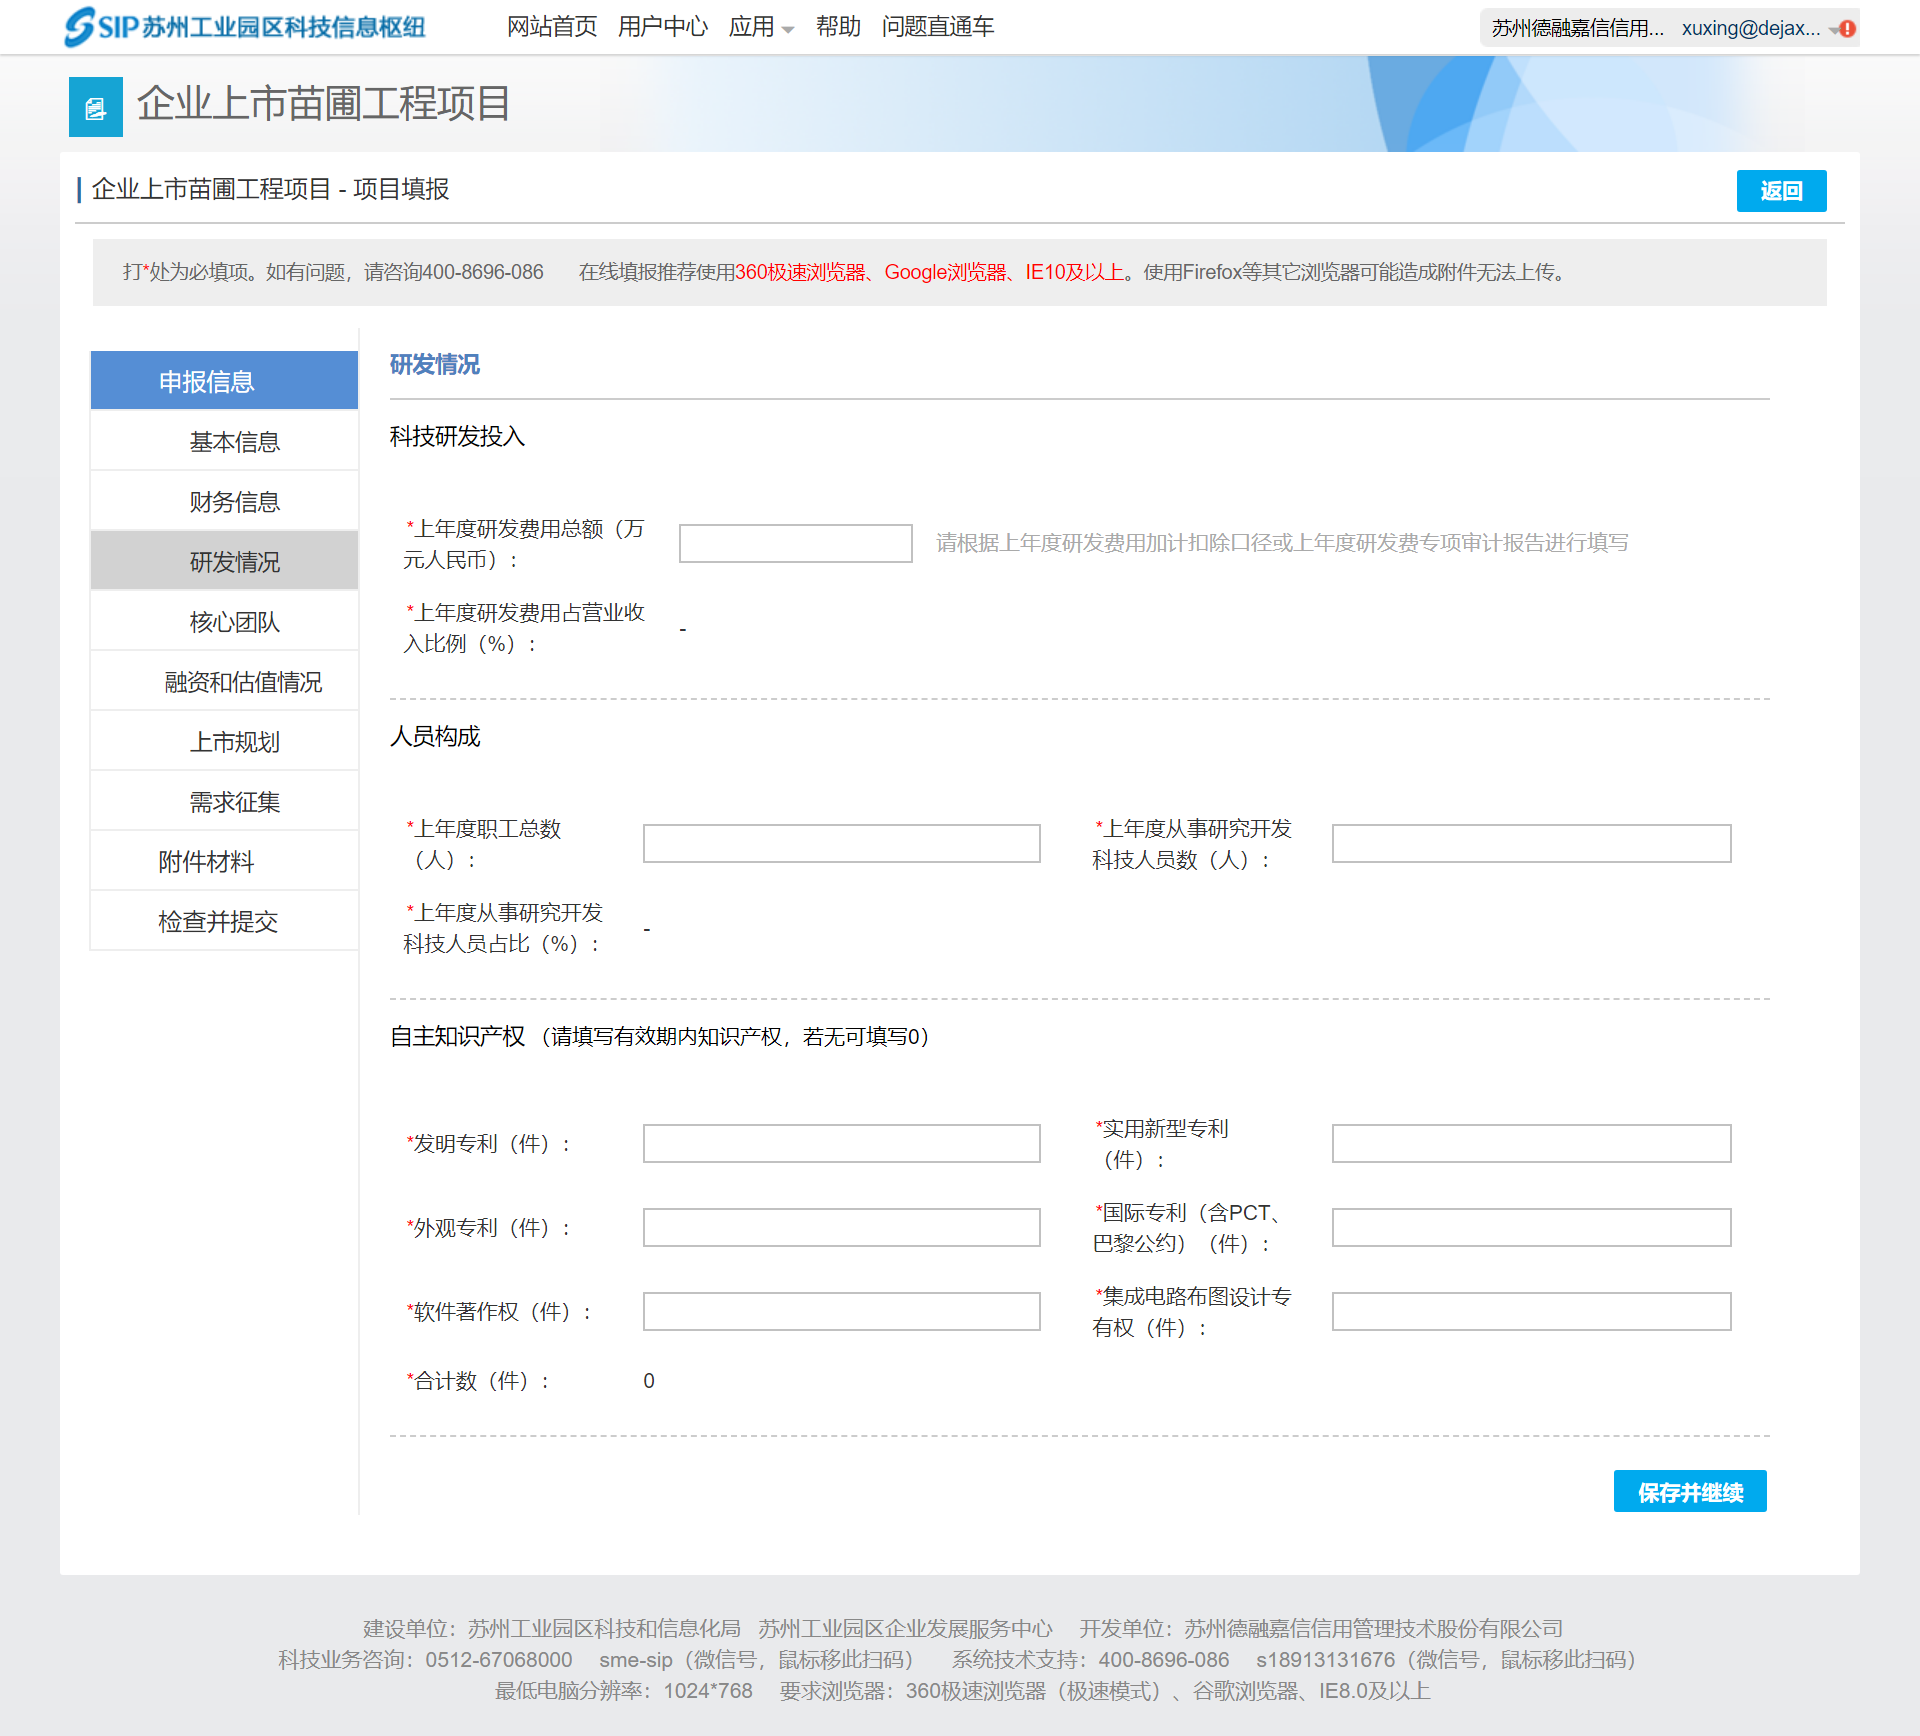 SIP苏州工业园区科技信息枢纽
网站首页 用户中心 应用 帮助 问题直通车
苏州德融嘉信信用... xuxing@dejax...
企业上市苗圃工程项目
企业上市苗圃工程项目 - 项目填报
返回
打*处为必填项。如有问题，请咨询400-8696-086 在线填报推荐使用360极速浏览器、Google浏览器、IE10及以上。使用Firefox等其它浏览器可能造成附件无法上传。
申报信息
基本信息
财务信息
研发情况
核心团队
融资和估值情况
上市规划
需求征集
附件材料
检查并提交
研发情况
科技研发投入
*上年度研发费用总额（万
元人民币）：
请根据上年度研发费用加计扣除口径或上年度研发费专项审计报告进行填写
*上年度研发费用占营业收
入比例（%）：
-
人员构成
*上年度职工总数
（人）：
*上年度从事研究开发
科技人员数（人）：
*上年度从事研究开发
科技人员占比（%）：
-
自主知识产权（请填写有效期内知识产权，若无可填写0）
*发明专利（件）：
*实用新型专利
（件）：
*外观专利（件）：
*国际专利（含PCT、
巴黎公约）（件）：
*软件著作权（件）：
*集成电路布图设计专
有权（件）：
*合计数（件）：
0
保存并继续
建设单位：苏州工业园区科技和信息化局 苏州工业园区企业发展服务中心 开发单位：苏州德融嘉信信用管理技术股份有限公司
科技业务咨询：0512-67068000 sme-sip（微信号，鼠标移此扫码） 系统技术支持：400-8696-086 s18913131676（微信号，鼠标移此扫码）
最低电脑分辨率：1024*768 要求浏览器：360极速浏览器（极速模式）、谷歌浏览器、IE8.0及以上